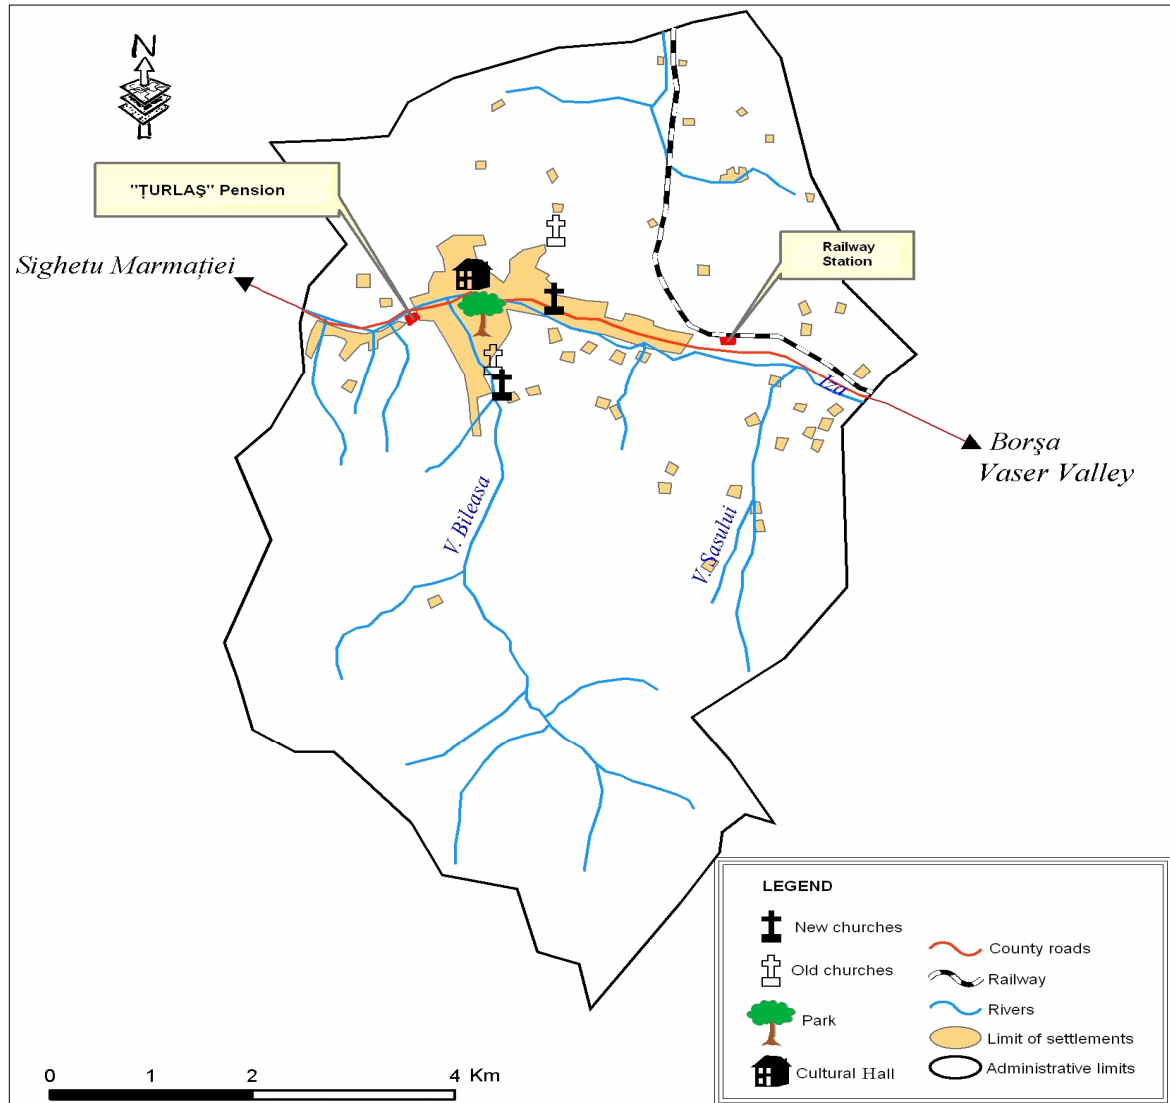 N
"ȚURLAŞ" Pension
Sighetu Marmației
Railway
Station
Iza
Borşa
Vaser Valley
V. Bileasa
V. Sasului
LEGEND
New churches
Old churches
Park
Cultural Hall
County roads
Railway
Rivers
Limit of settlements
Administrative limits
0 1 2 4 Km